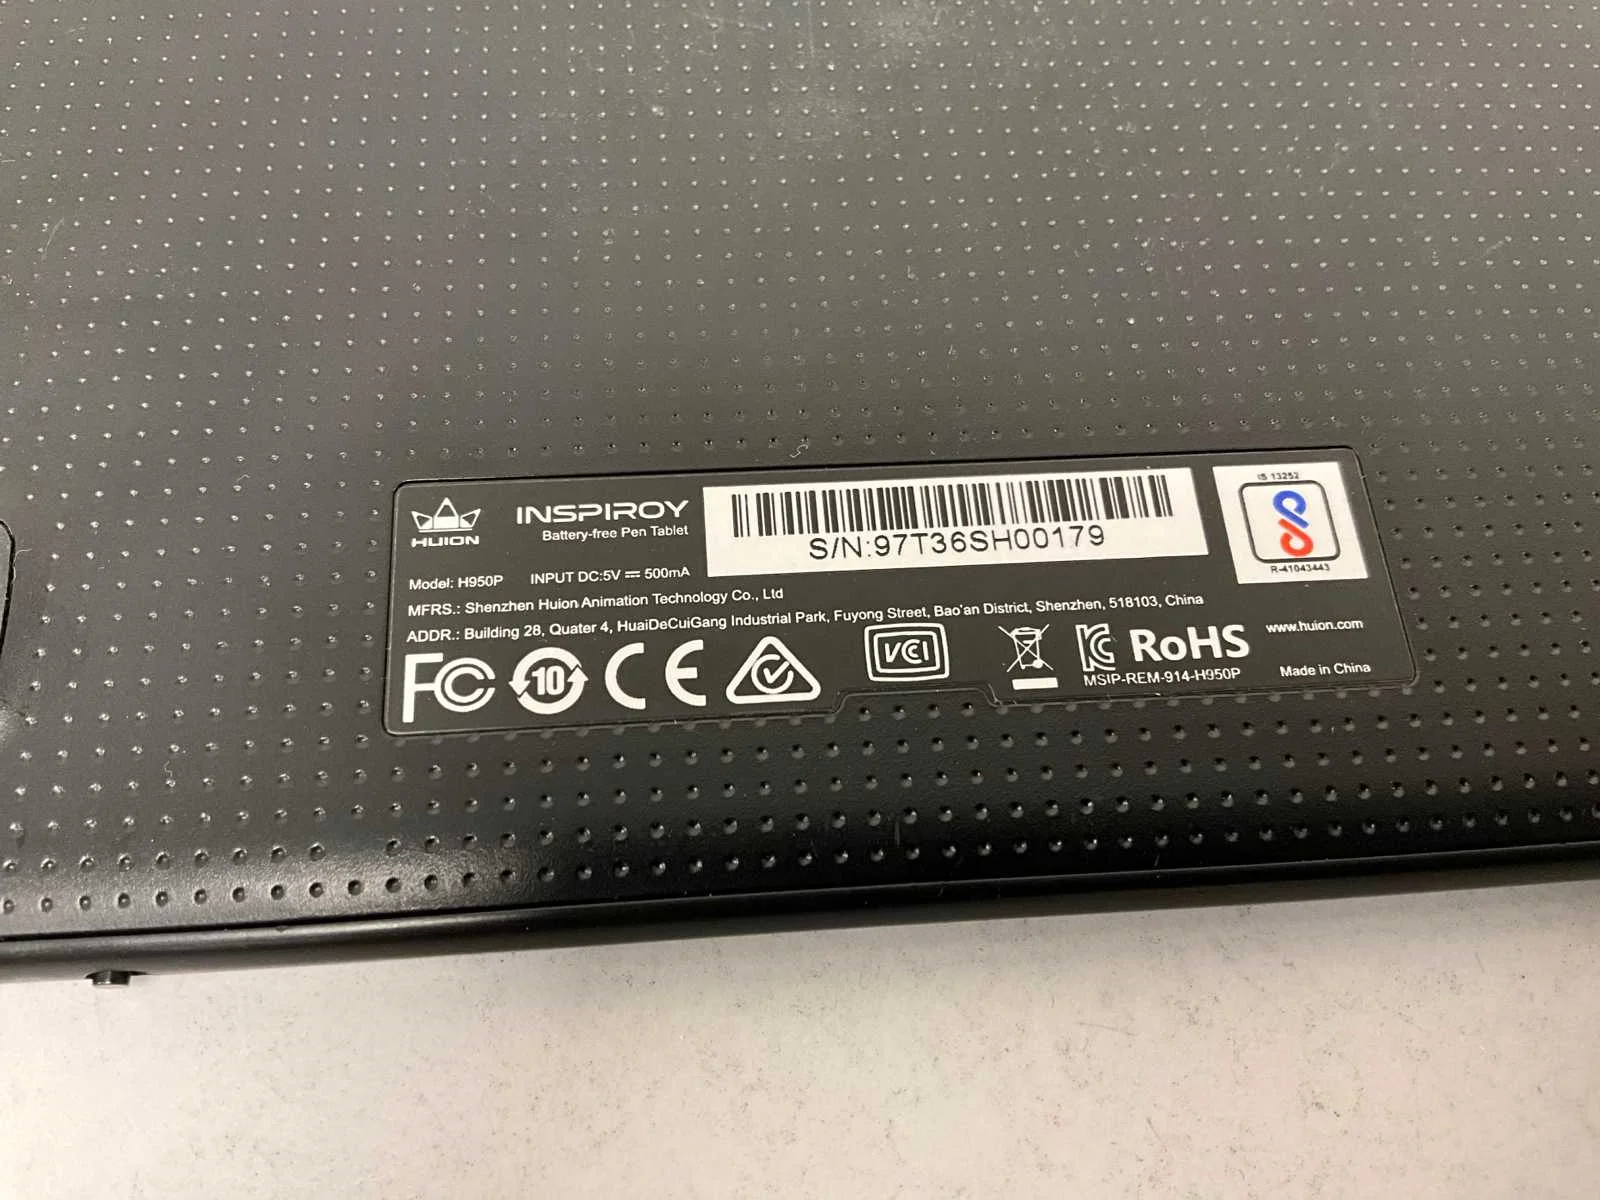 HUION
INSPIROY
Battery-free Pen Tablet
S/N:97T36SH00179
IS 13252
R-41043443
Model: H950P INPUT DC:5V ⎓ 500mA
MFRS.: Shenzhen Huion Animation Technology Co., Ltd
ADDR.: Building 28, Quater 4, HuaiDeCuiGang Industrial Park, Fuyong Street, Bao'an District, Shenzhen, 518103, China
FC 10 CE VCCI RoHS www.huion.com
MSIP-REM-914-H950P Made in China